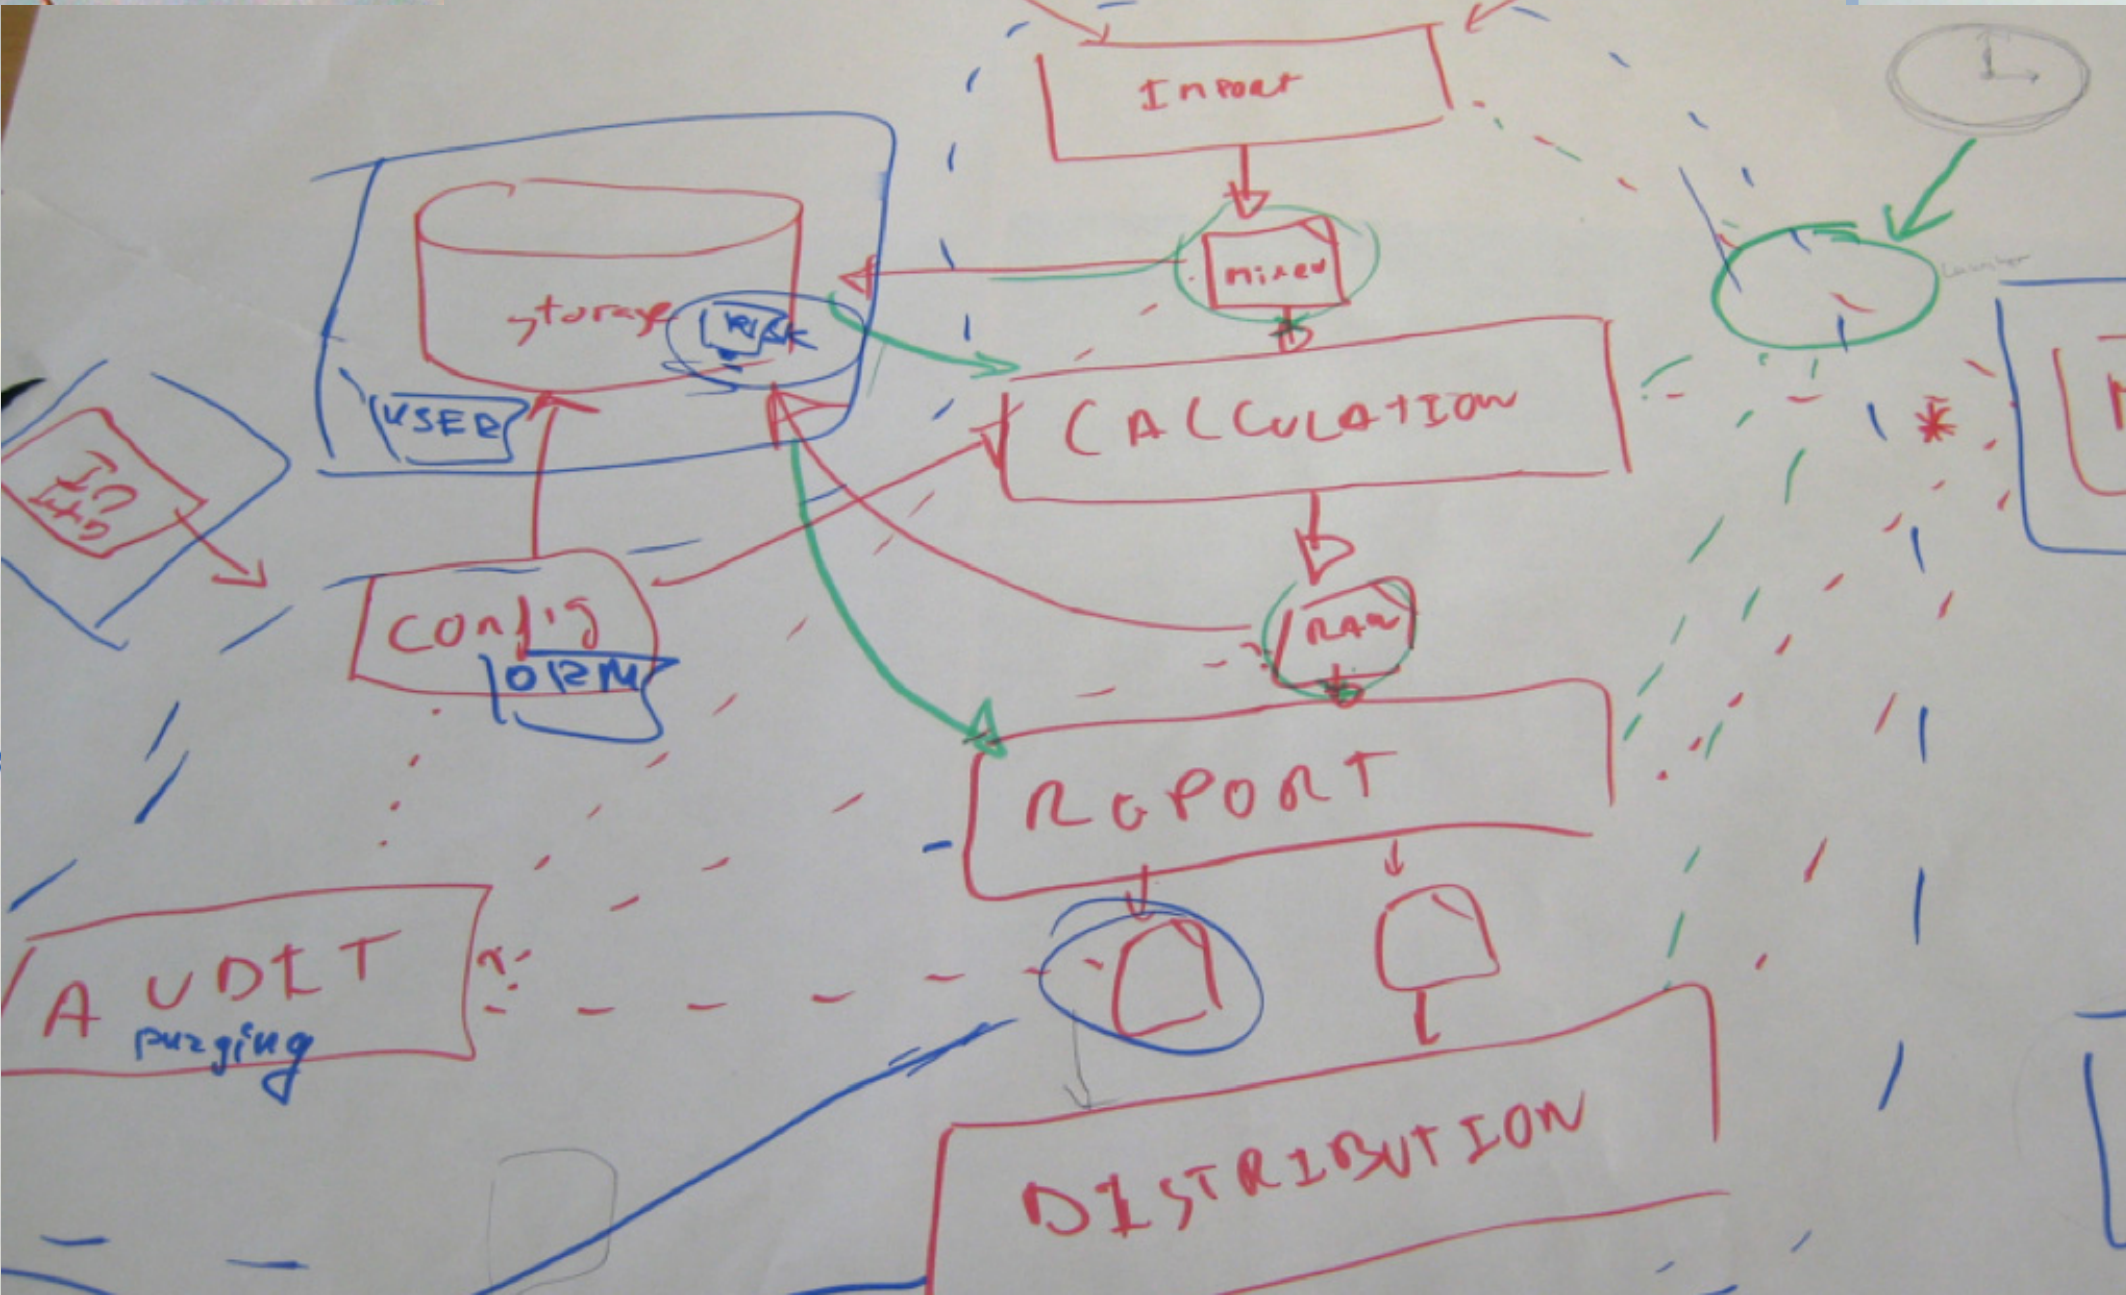 Import
mixed
storage
RISK
USER
CALCULATION
config
ORM
RAW
REPORT
AUDIT
purging
DISTRIBUTION